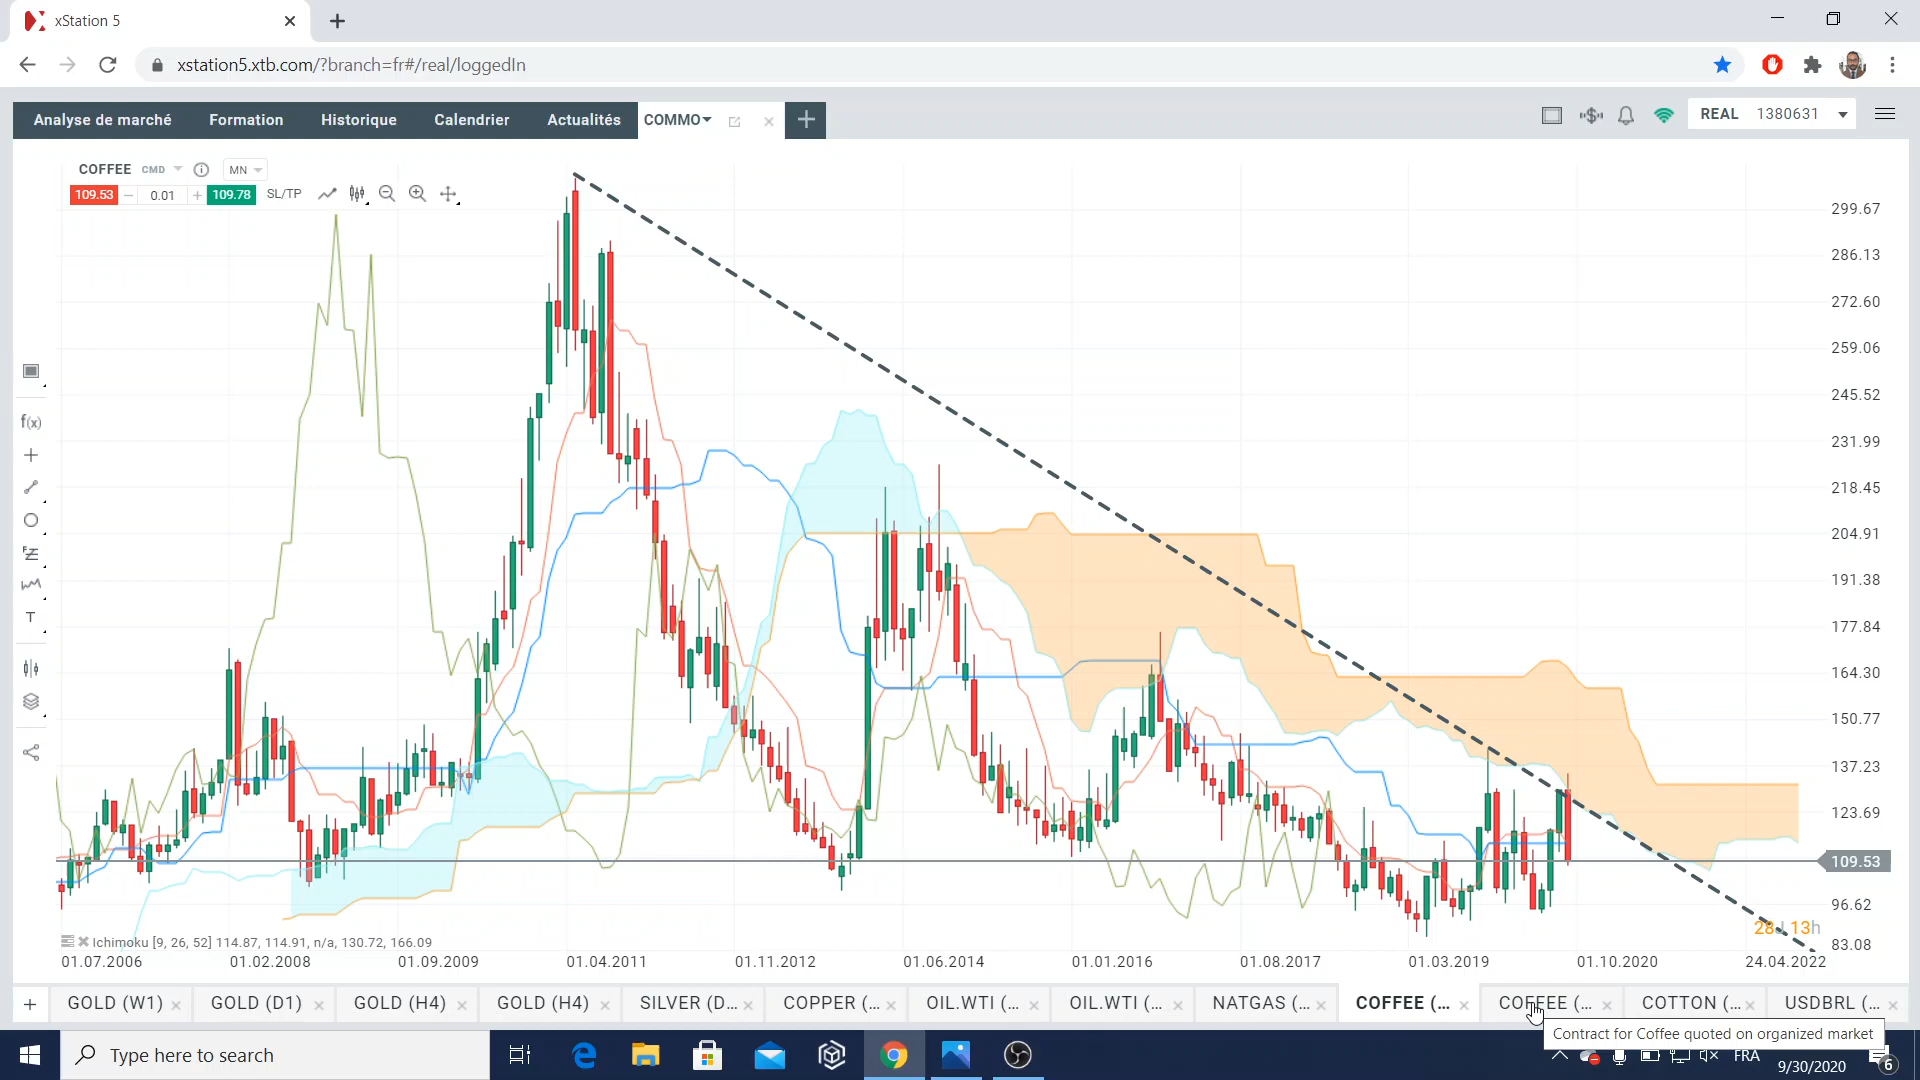 xStation 5
xstation5.xtb.com/?branch=fr#/real/loggedIn
Analyse de marché
Formation
Historique
Calendrier
Actualités
COMMO
REAL 1380631
COFFEE CMD
MN
109.53
0.01
109.78
SL/TP
299.67
286.13
272.60
259.06
245.52
231.99
218.45
204.91
191.38
177.84
164.30
150.77
137.23
123.69
109.53
96.62
83.08
f(x)
T
28J 13h
Ichimoku [9, 26, 52] 114.87, 114.91, n/a, 130.72, 166.09
01.07.2006
01.02.2008
01.09.2009
01.04.2011
01.11.2012
01.06.2014
01.01.2016
01.08.2017
01.03.2019
01.10.2020
24.04.2022
GOLD (W1)
GOLD (D1)
GOLD (H4)
GOLD (H4)
SILVER (D...
COPPER (...
OIL.WTI (...
OIL.WTI (...
NATGAS (...
COFFEE (...
COFFEE (...
COTTON (...
USDBRL (...
Contract for Coffee quoted on organized market
Type here to search
FRA
9/30/2020
6